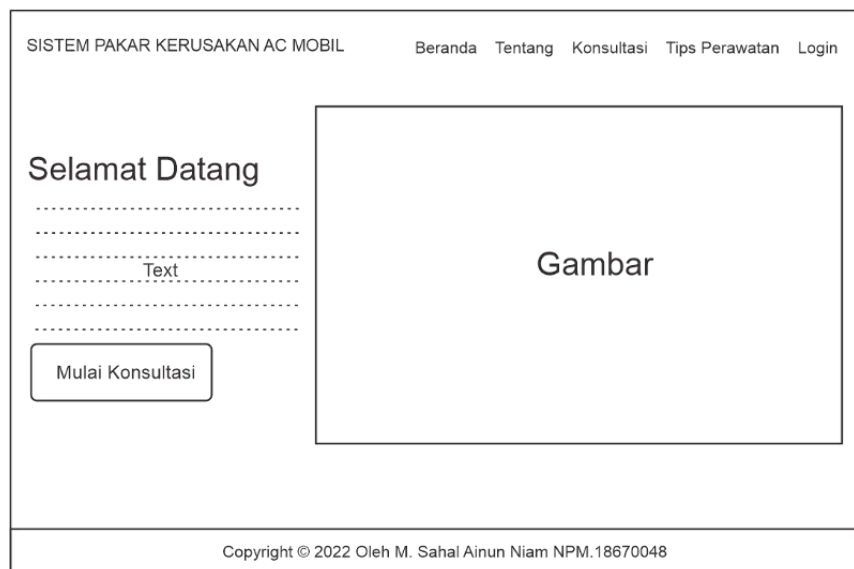 SISTEM PAKAR KERUSAKAN AC MOBIL
Beranda Tentang Konsultasi Tips Perawatan Login
Selamat Datang
Text
Mulai Konsultasi
Gambar
Copyright © 2022 Oleh M. Sahal Ainun Niam NPM.18670048